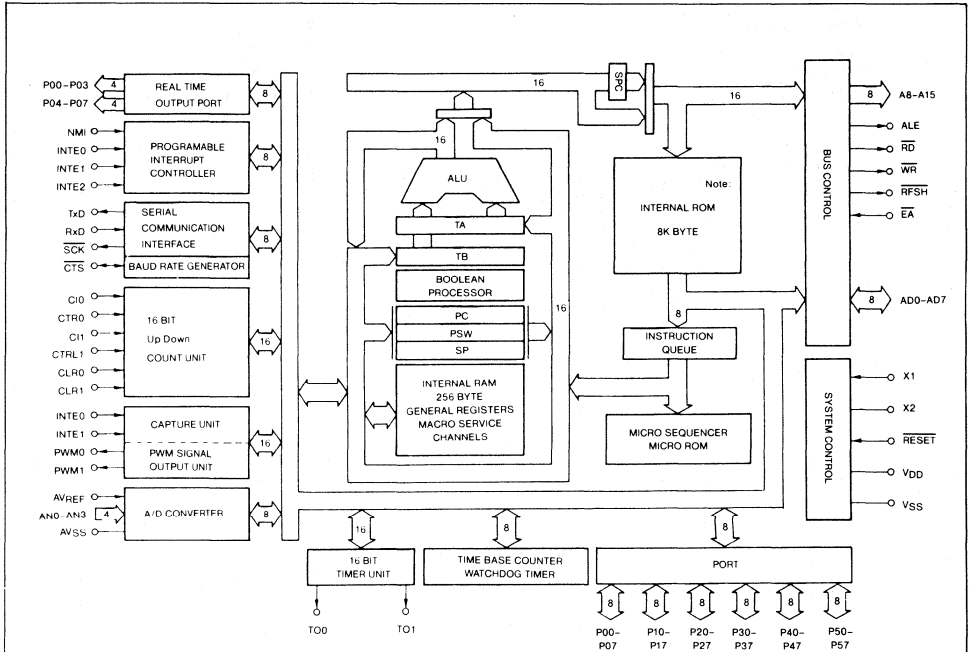 P00-P03
4
P04-P07
4
REAL TIME
OUTPUT PORT
8
NMI
INTE0
INTE1
INTE2
PROGRAMABLE
INTERRUPT
CONTROLLER
8
TxD
RxD
SCK
CTS
SERIAL
COMMUNICATION
INTERFACE
BAUD RATE GENERATOR
8
CI0
CTR0
CI1
CTRL1
CLR0
CLR1
16 BIT
Up Down
COUNT UNIT
16
INTE0
INTE1
PWM0
PWM1
CAPTURE UNIT
PWM SIGNAL
OUTPUT UNIT
16
AVREF
AN0-AN3
4
AVSS
A/D CONVERTER
8
16
SPC
16
16
ALU
TA
TB
BOOLEAN
PROCESSOR
PC
PSW
SP
16
INTERNAL RAM
256 BYTE
GENERAL REGISTERS
MACRO SERVICE
CHANNELS
Note:
INTERNAL ROM
8K BYTE
8
INSTRUCTION
QUEUE
MICRO SEQUENCER
MICRO ROM
BUS CONTROL
8
A8-A15
ALE
RD
WR
RFSH
EA
8
AD0-AD7
SYSTEM CONTROL
X1
X2
RESET
VDD
VSS
16
16 BIT
TIMER UNIT
TO0
TO1
8
TIME BASE COUNTER
WATCHDOG TIMER
8
PORT
8
8
8
8
8
8
P00-
P07
P10-
P17
P20-
P27
P30-
P37
P40-
P47
P50-
P57